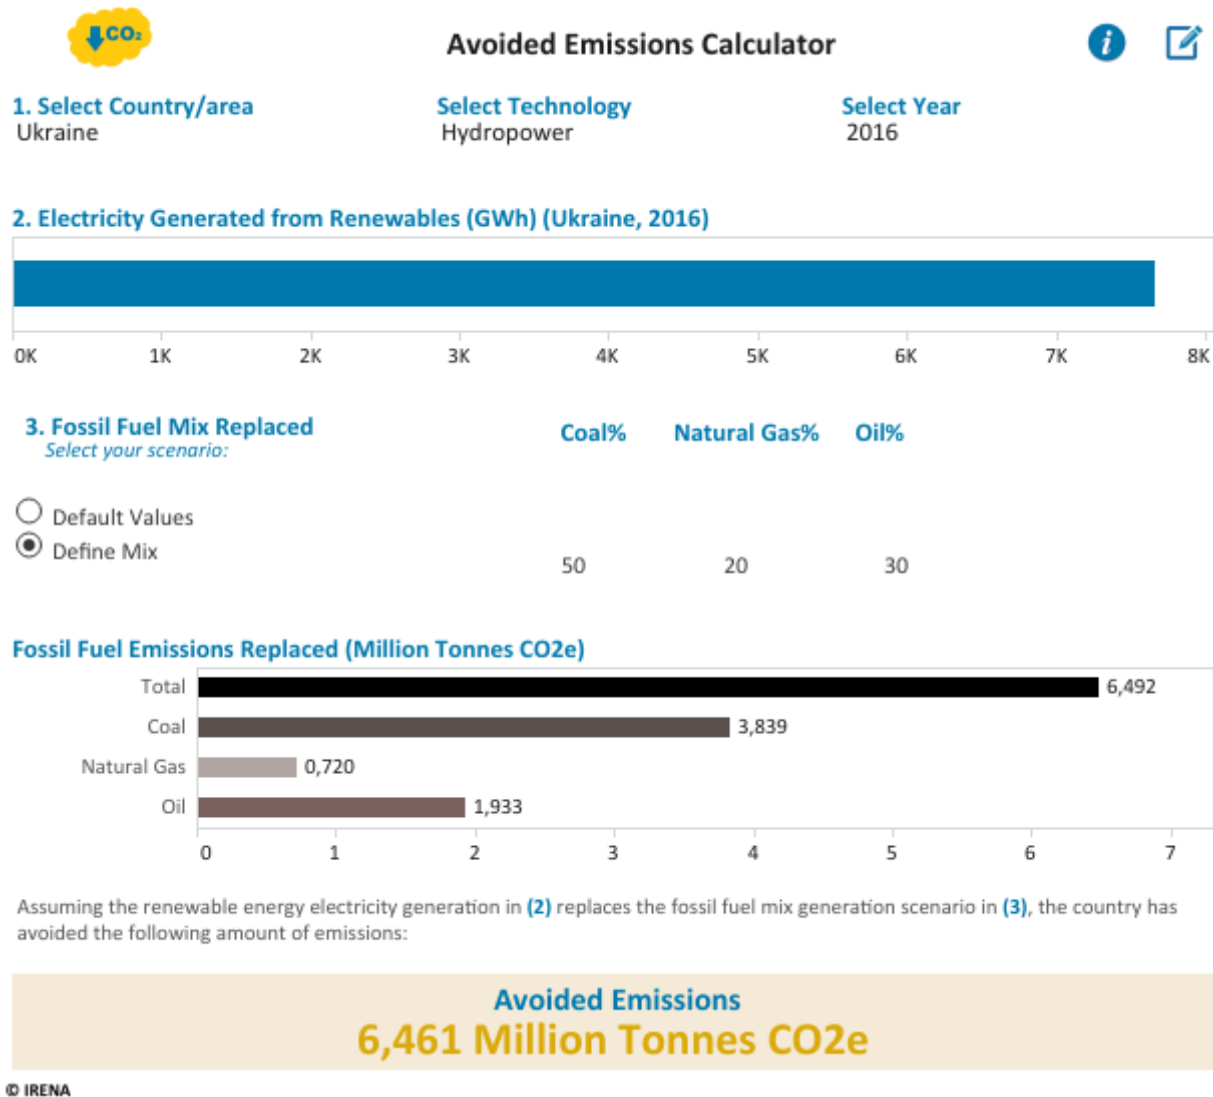 CO₂
Avoided Emissions Calculator
i
1. Select Country/area Select Technology Select Year
Ukraine Hydropower 2016
2. Electricity Generated from Renewables (GWh) (Ukraine, 2016)
0K 1K 2K 3K 4K 5K 6K 7K 8K
3. Fossil Fuel Mix Replaced Coal% Natural Gas% Oil%
Select your scenario:
Default Values
Define Mix
50 20 30
Fossil Fuel Emissions Replaced (Million Tonnes CO2e)
Total 6,492
Coal 3,839
Natural Gas 0,720
Oil 1,933
0 1 2 3 4 5 6 7
Assuming the renewable energy electricity generation in (2) replaces the fossil fuel mix generation scenario in (3), the country has
avoided the following amount of emissions:
Avoided Emissions
6,461 Million Tonnes CO2e
© IRENA